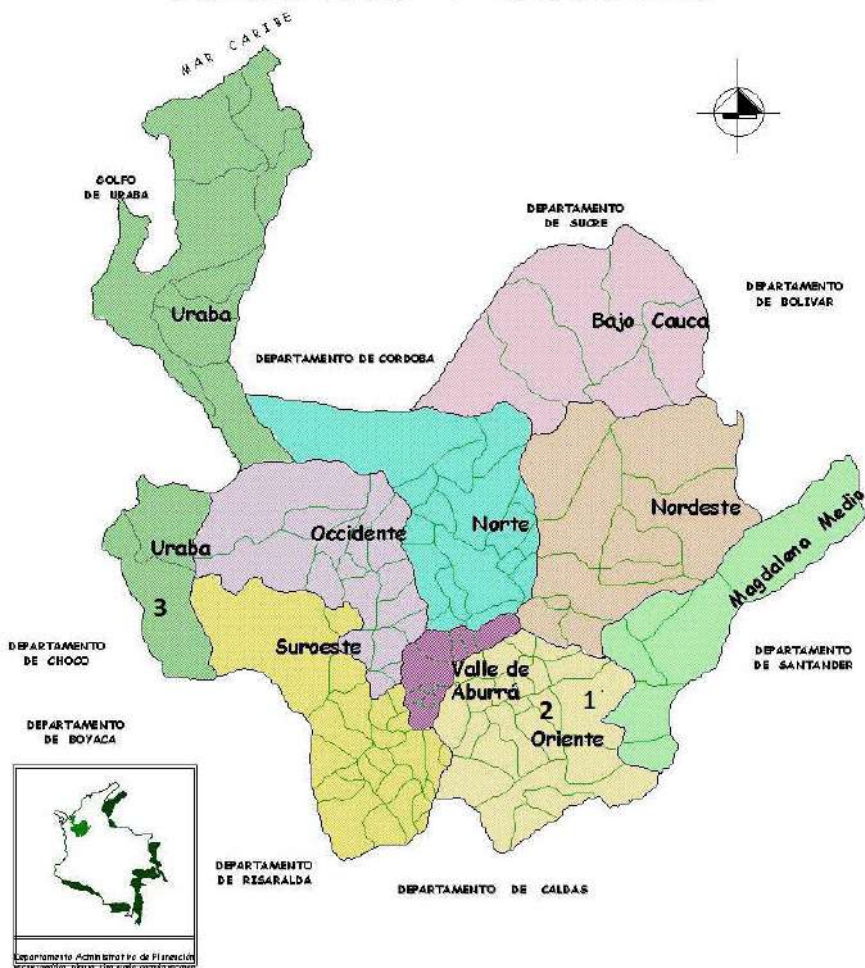 MAR CARIBE
GOLFO
DE URABA
DEPARTAMENTO
DE SUCRE
DEPARTAMENTO
DE BOLIVAR
Uraba
Bajo Cauca
DEPARTAMENTO DE CORDOBA
Nordeste
Magdalena Medio
Occidente
Norte
Uraba
3
Suroeste
DEPARTAMENTO
DE CHOCO
DEPARTAMENTO
DE SANTANDER
Valle de
Aburrá
2
1
Oriente
DEPARTAMENTO
DE BOYACA
DEPARTAMENTO
DE RISARALDA
DEPARTAMENTO DE CALDAS
Departamento Administrativo de Planeación